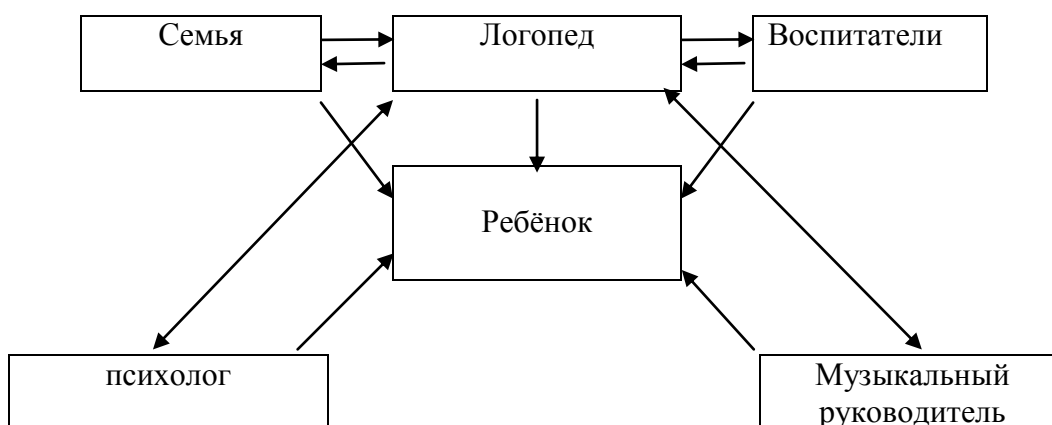 Семья
Логопед
Воспитатели
Ребёнок
психолог
Музыкальный
руководитель